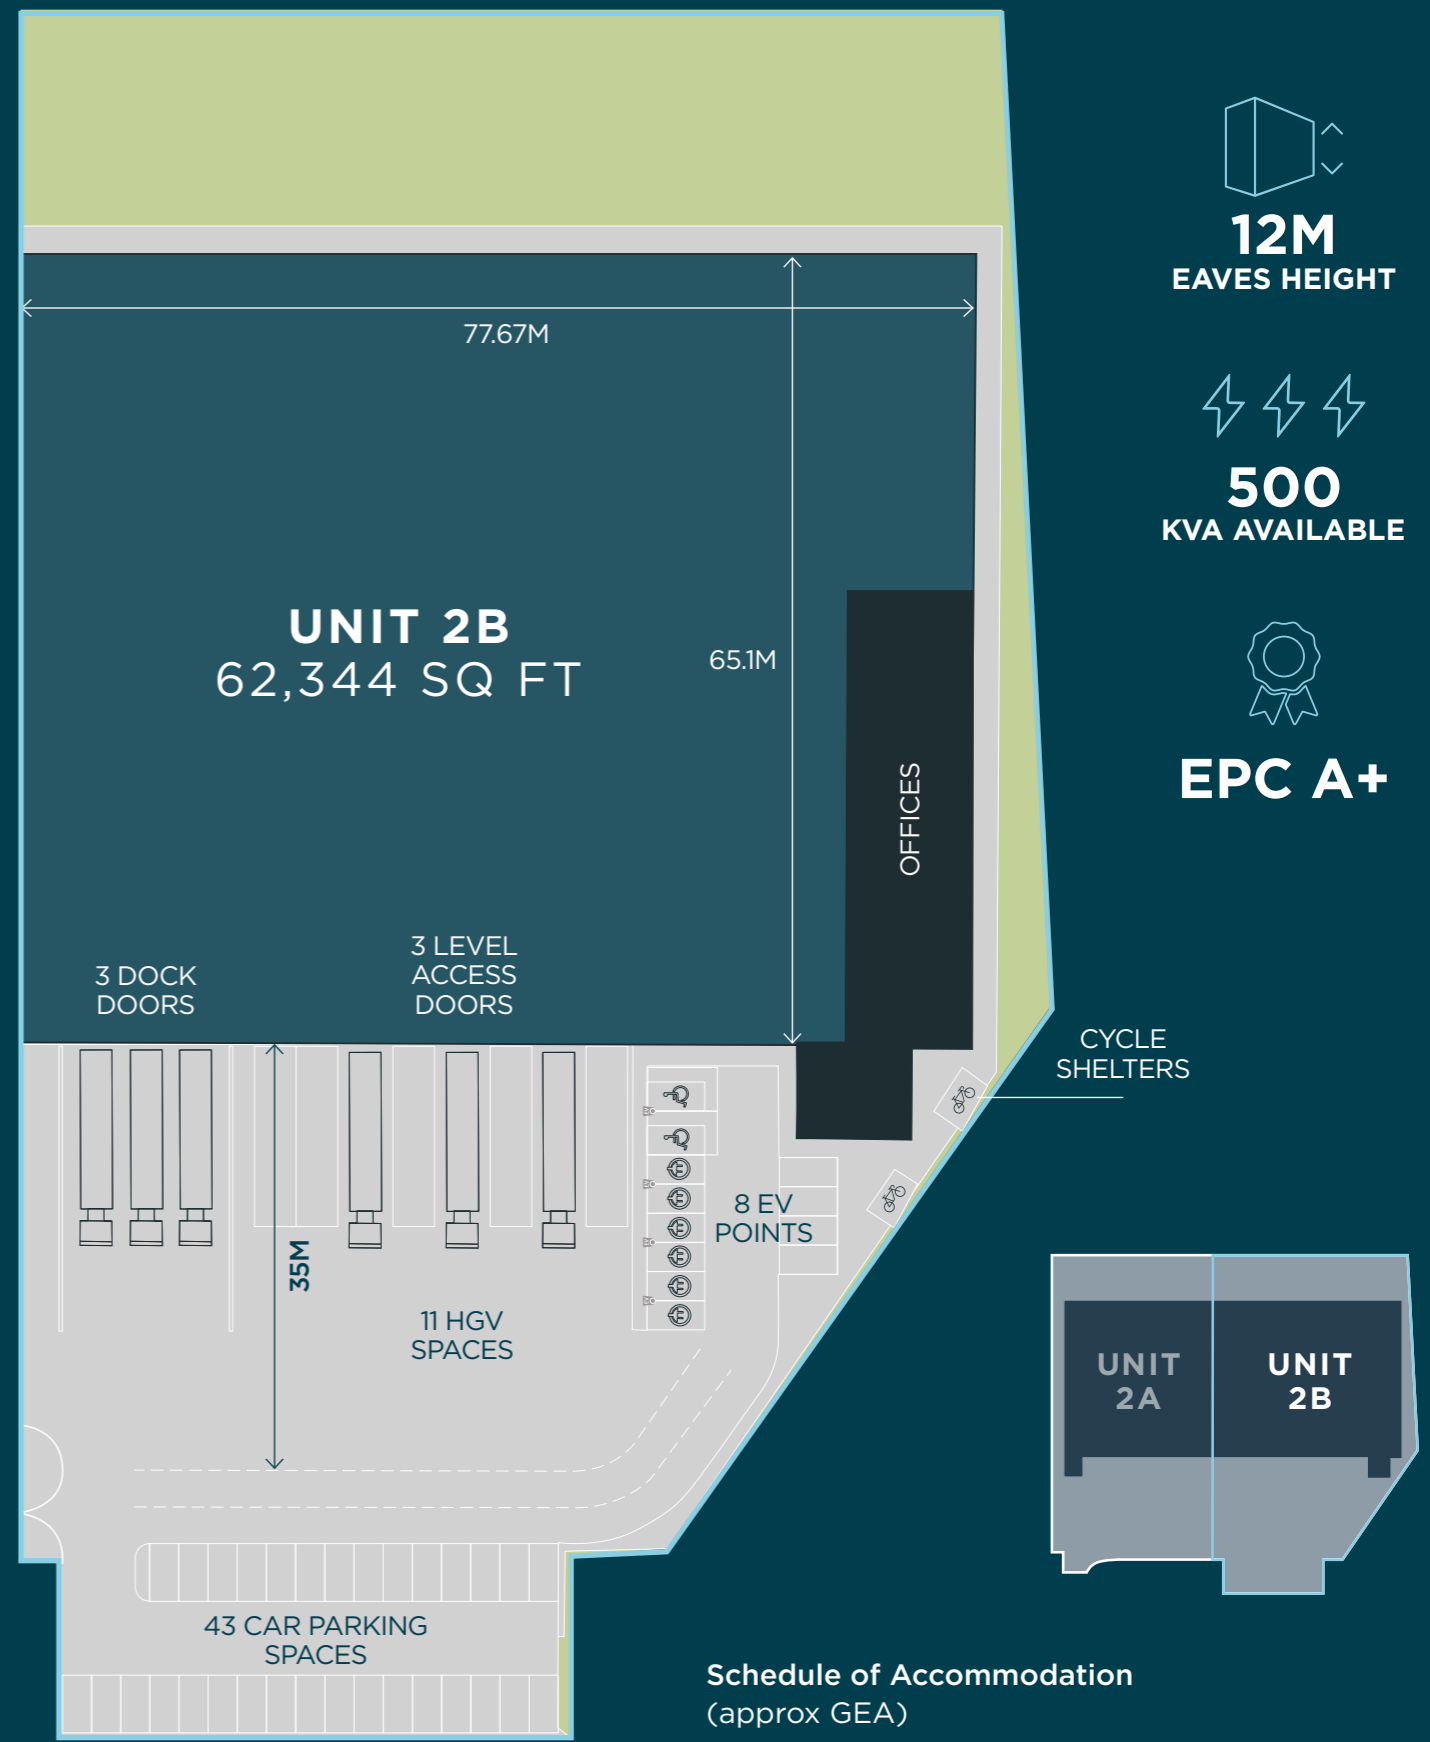 12M
EAVES HEIGHT
77.67M
500
KVA AVAILABLE
UNIT 2B
62,344 SQ FT
65.1M
EPC A+
OFFICES
3 DOCK
DOORS
3 LEVEL
ACCESS
DOORS
CYCLE
SHELTERS
8 EV
POINTS
35M
11 HGV
SPACES
UNIT
2A
UNIT
2B
43 CAR PARKING
SPACES
Schedule of Accommodation
(approx GEA)